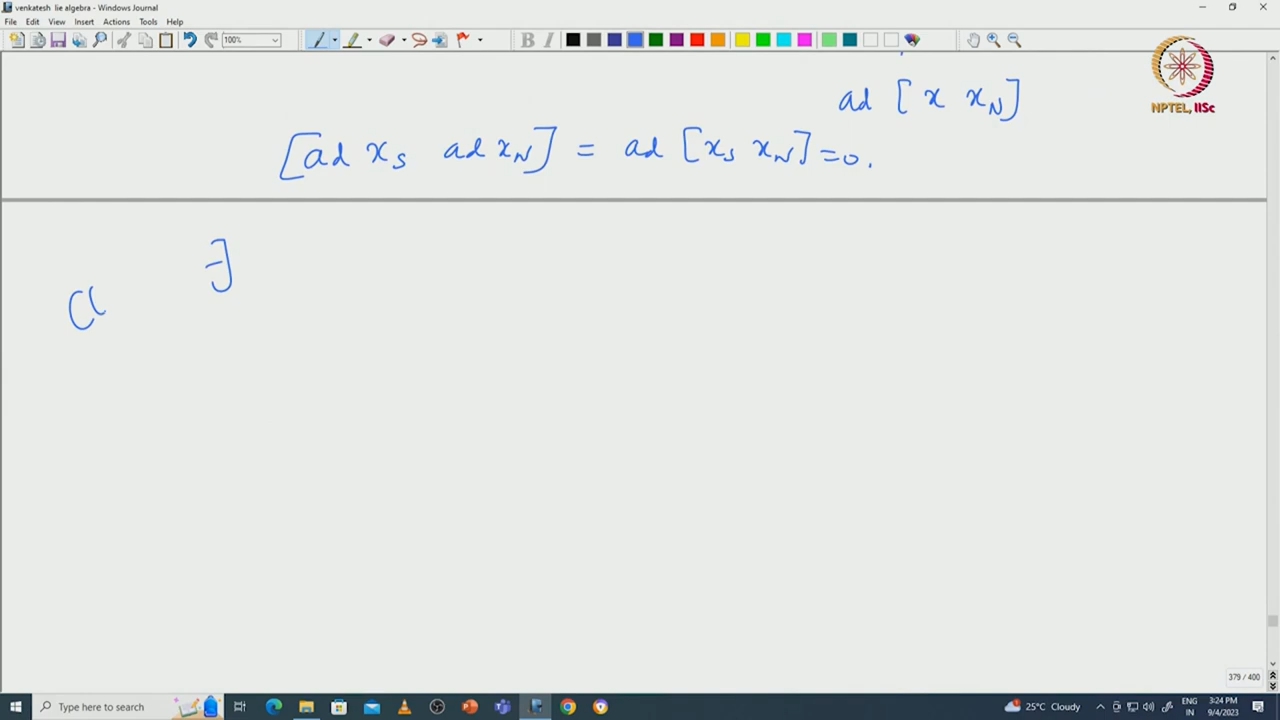 venkatesh lie algebra - Windows Journal
File Edit View Insert Actions Tools Help
100%
NPTEL, IISc
ad [x x_N]
[ad x_S ad x_N] = ad [x_S x_N] = 0.
∃
379 / 400
Type here to search
25°C Cloudy
ENG
IN
3:24 PM
9/4/2023